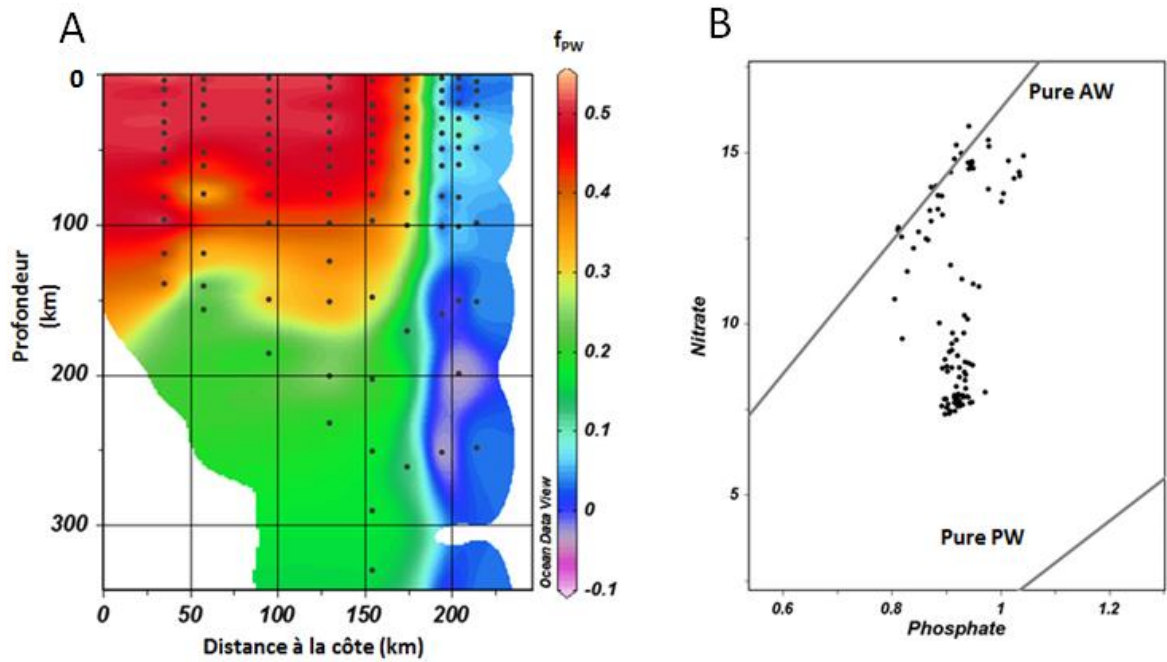 A
f_PW
0
100
200
300
Profondeur
(km)
0
50
100
150
200
Distance à la côte (km)
0.5
0.4
0.3
0.2
0.1
0
-0.1
Ocean Data View
B
Pure AW
Pure PW
15
10
5
Nitrate
0.6
0.8
1
1.2
Phosphate